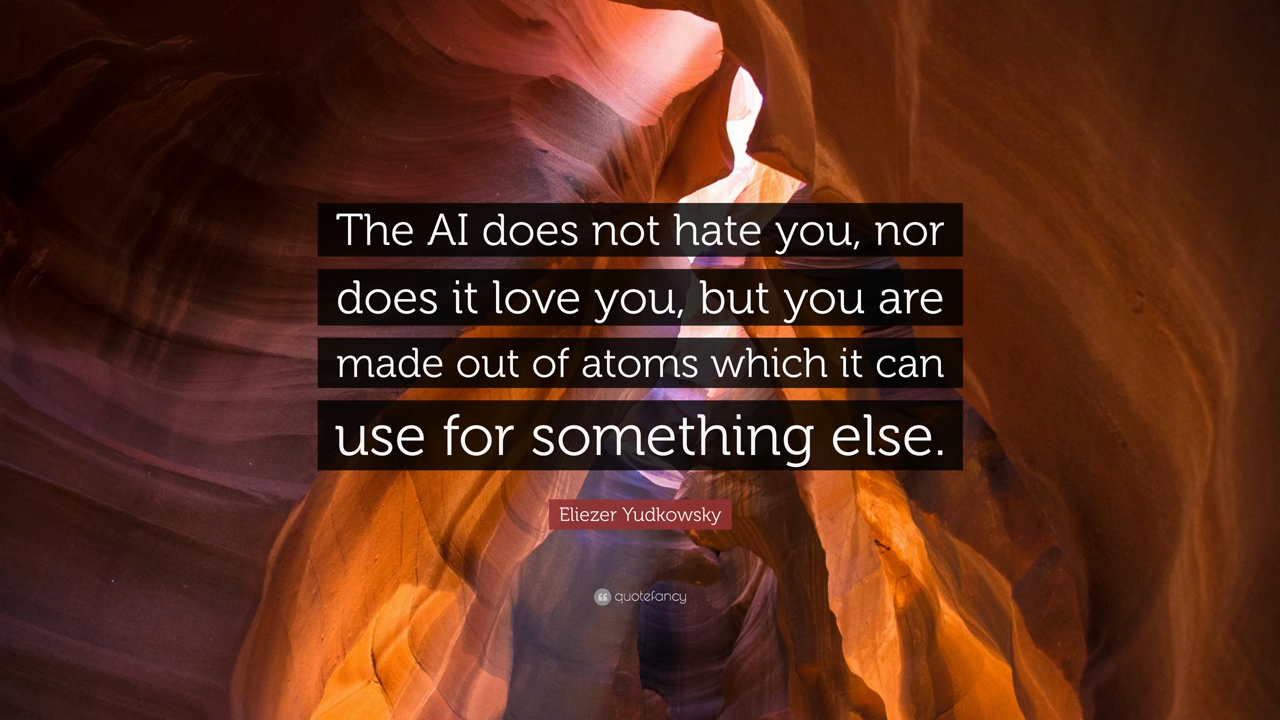 The AI does not hate you, nor
does it love you, but you are
made out of atoms which it can
use for something else.
Eliezer Yudkowsky
quotefancy